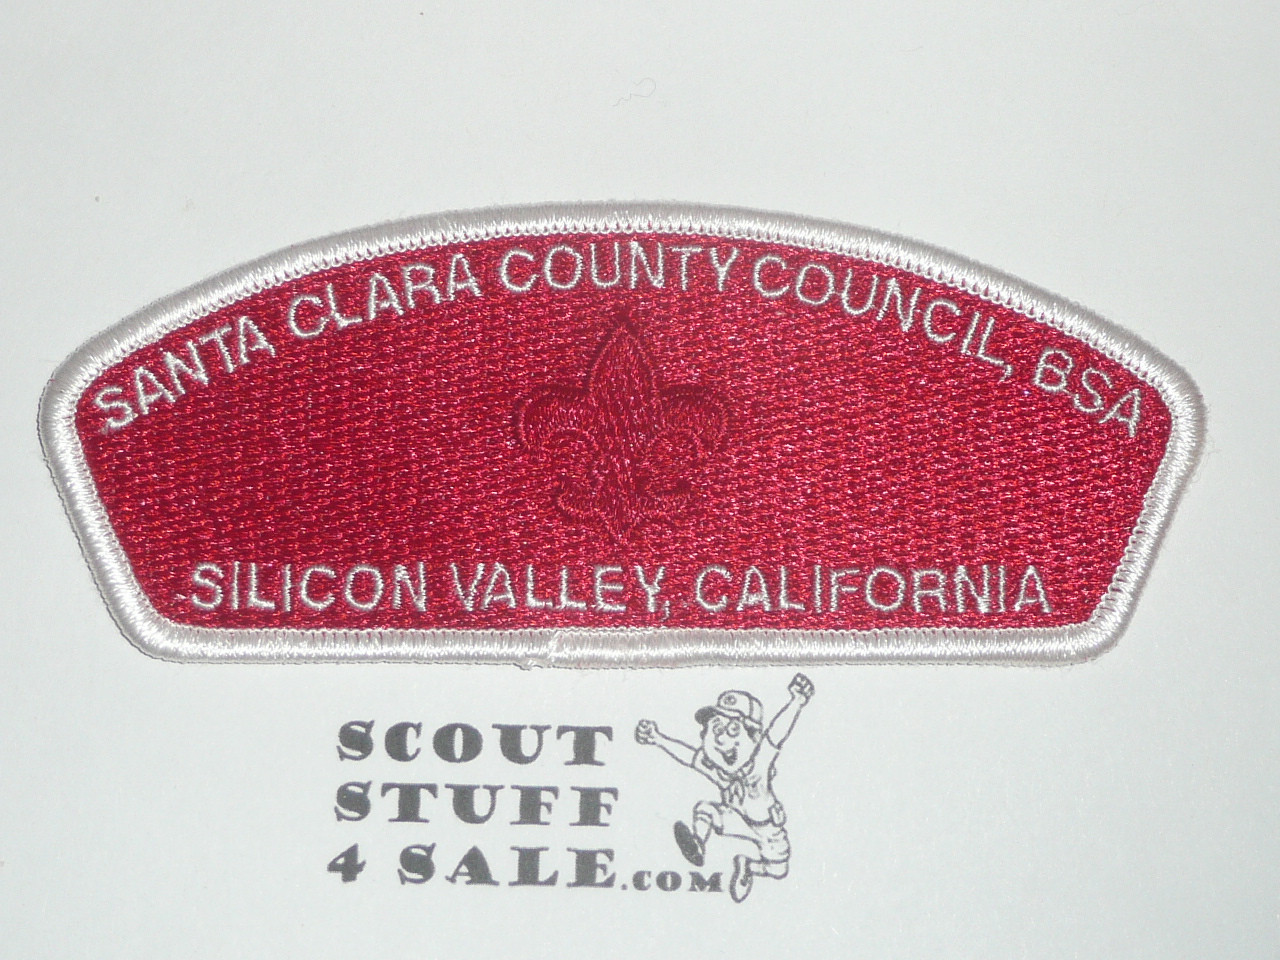 SANTA CLARA COUNTY COUNCIL, BSA
SILICON VALLEY, CALIFORNIA
SCOUT
STUFF
4 SALE.COM